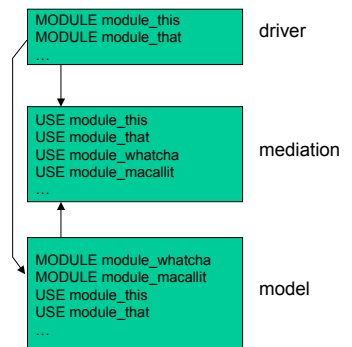 MODULE module_this
MODULE module_that
…
driver
USE module_this
USE module_that
USE module_whatcha
USE module_macallit
…
mediation
MODULE module_whatcha
MODULE module_macallit
USE module_this
USE module_that
…
model